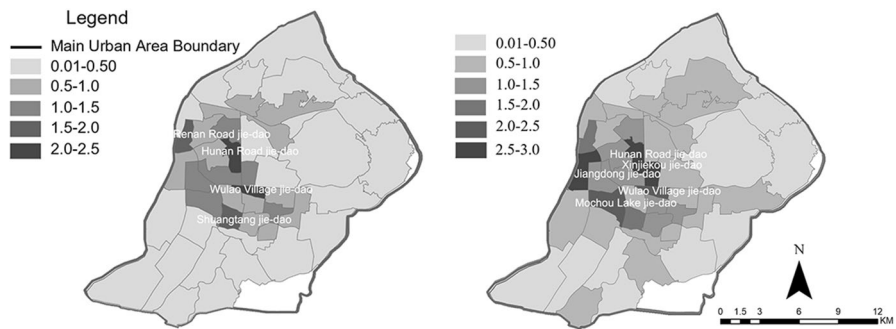 Legend
Main Urban Area Boundary
0.01-0.50
0.5-1.0
1.0-1.5
1.5-2.0
2.0-2.5
Renan Road jie-dao
Hunan Road jie-dao
Wulao Village jie-dao
Shuangtang jie-dao
0.01-0.50
0.5-1.0
1.0-1.5
1.5-2.0
2.0-2.5
2.5-3.0
Hunan Road jie-dao
Xinjiekou jie-dao
Jiangdong jie-dao
Wulao Village jie-dao
Mochou Lake jie-dao
N
0 1.5 3 6 9 12
KM